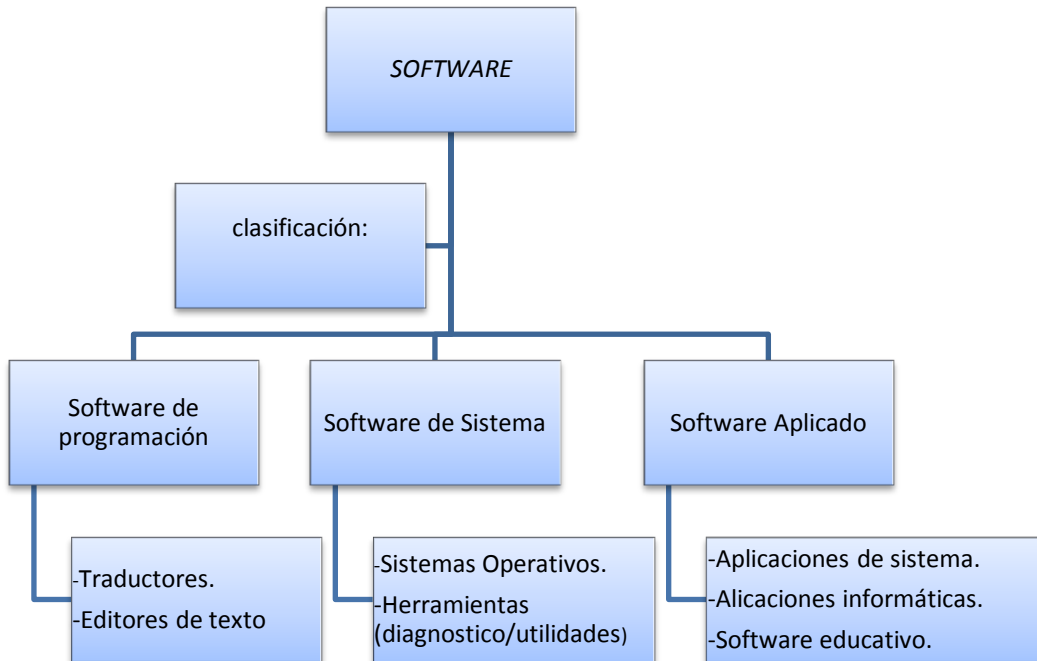 SOFTWARE
clasificación:
Software de
programación
Software de Sistema
Software Aplicado
-Traductores.
-Editores de texto
-Sistemas Operativos.
-Herramientas
(diagnostico/utilidades)
-Aplicaciones de sistema.
-Alicaciones informáticas.
-Software educativo.